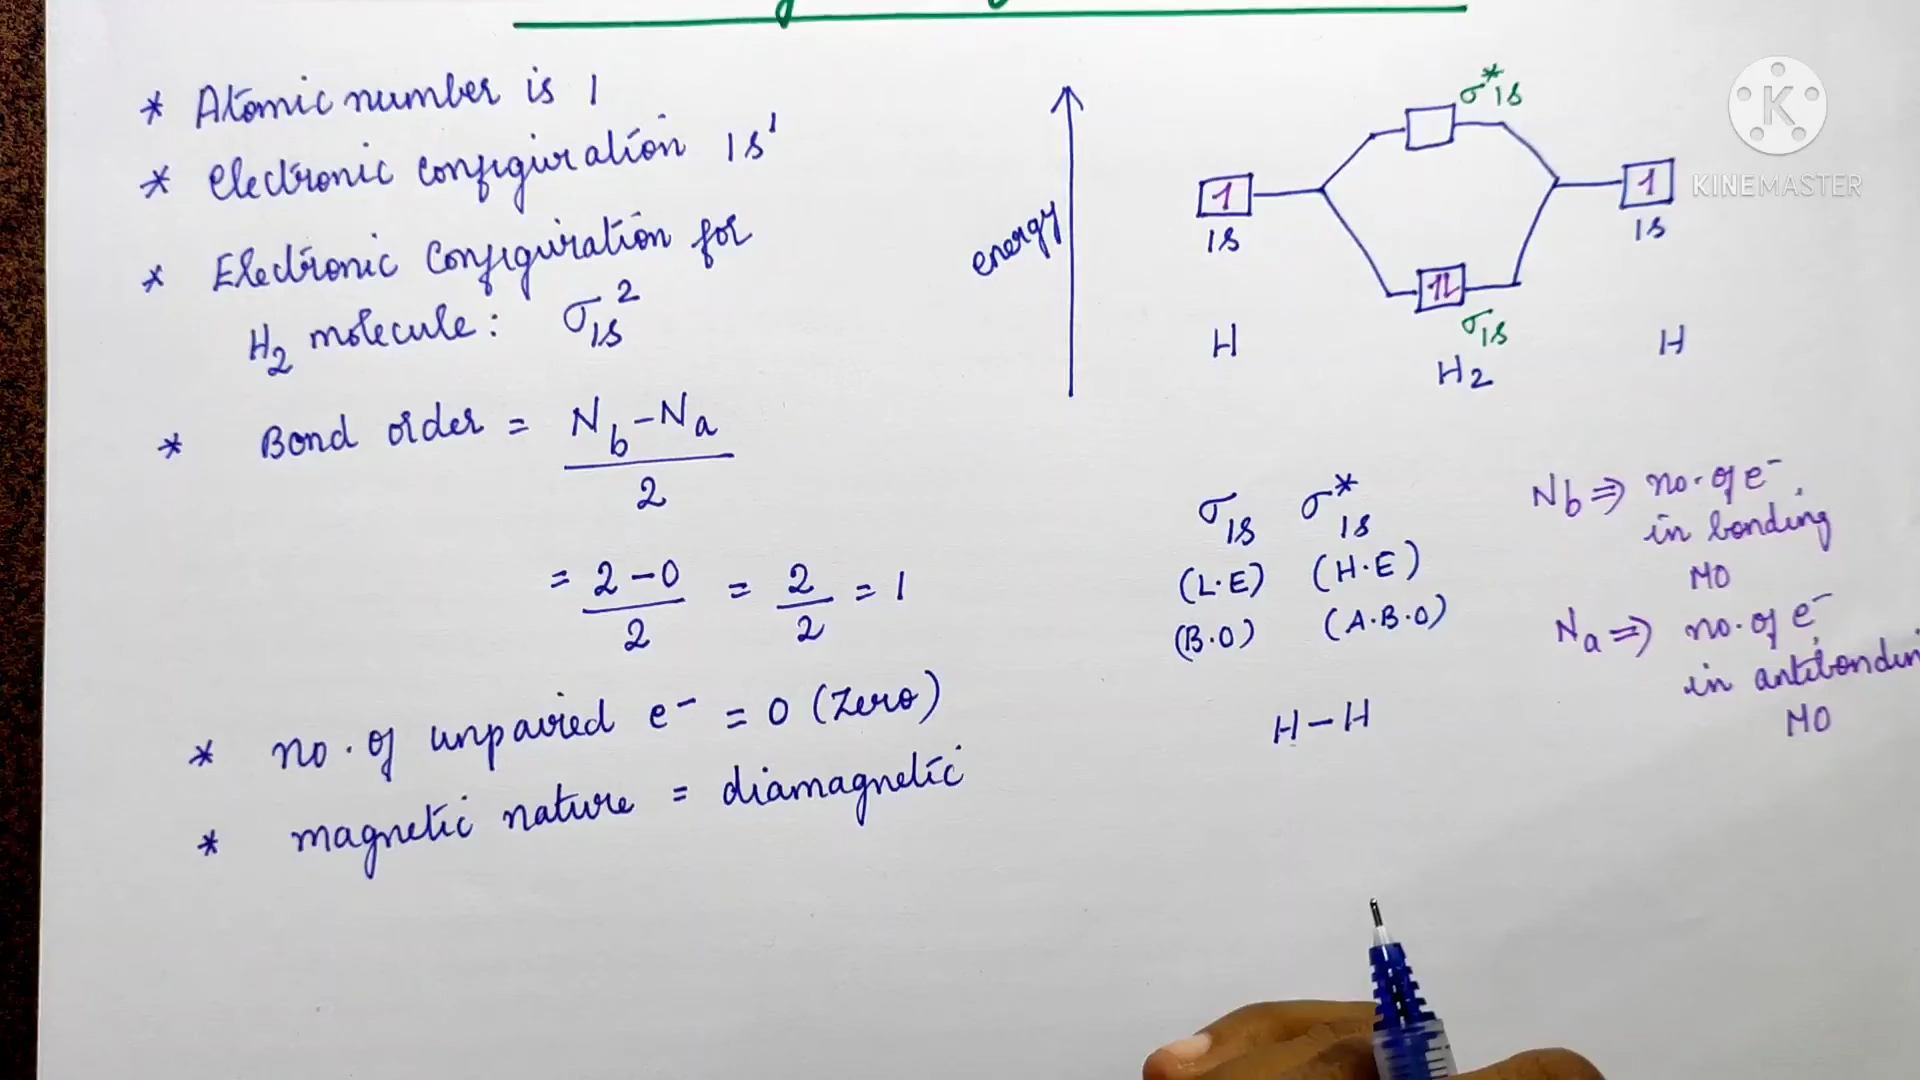 * Atomic number is 1
* Electronic configuration 1s¹
* Electronic Configuration for
H₂ molecule: σ1s²
* Bond order = Nb-Na
2
= 2-0 = 2 = 1
2 2
* no. of unpaired e⁻ = 0 (Zero)
* magnetic nature = diamagnetic
energy
σ*1s
1 1
1s 1s
1L
σ1s
H H₂ H
σ1s σ*1s
(L.E) (H.E)
(B.O) (A.B.O)
H-H
Nb ⇒ no. of e⁻
in bonding
MO
Na ⇒ no. of e⁻
in antibondin
MO
K
KINEMASTER